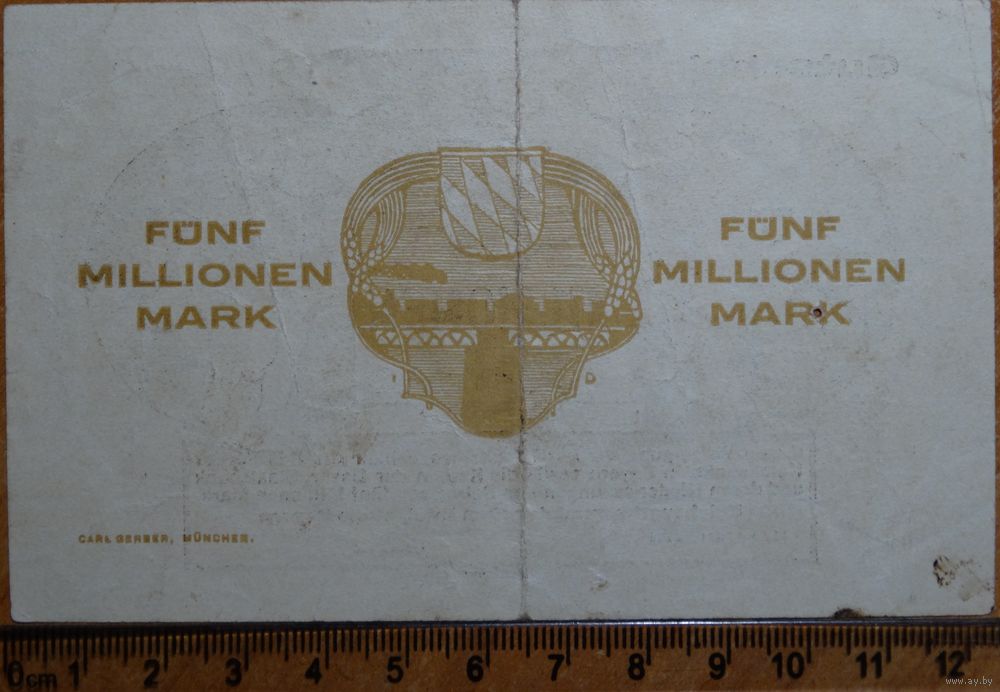 FÜNF
MILLIONEN
MARK
FÜNF
MILLIONEN
MARK
I D
CARL GERBER, MÜNCHEN.
0cm 1 2 3 4 5 6 7 8 9 10 11 12
www.ay.by